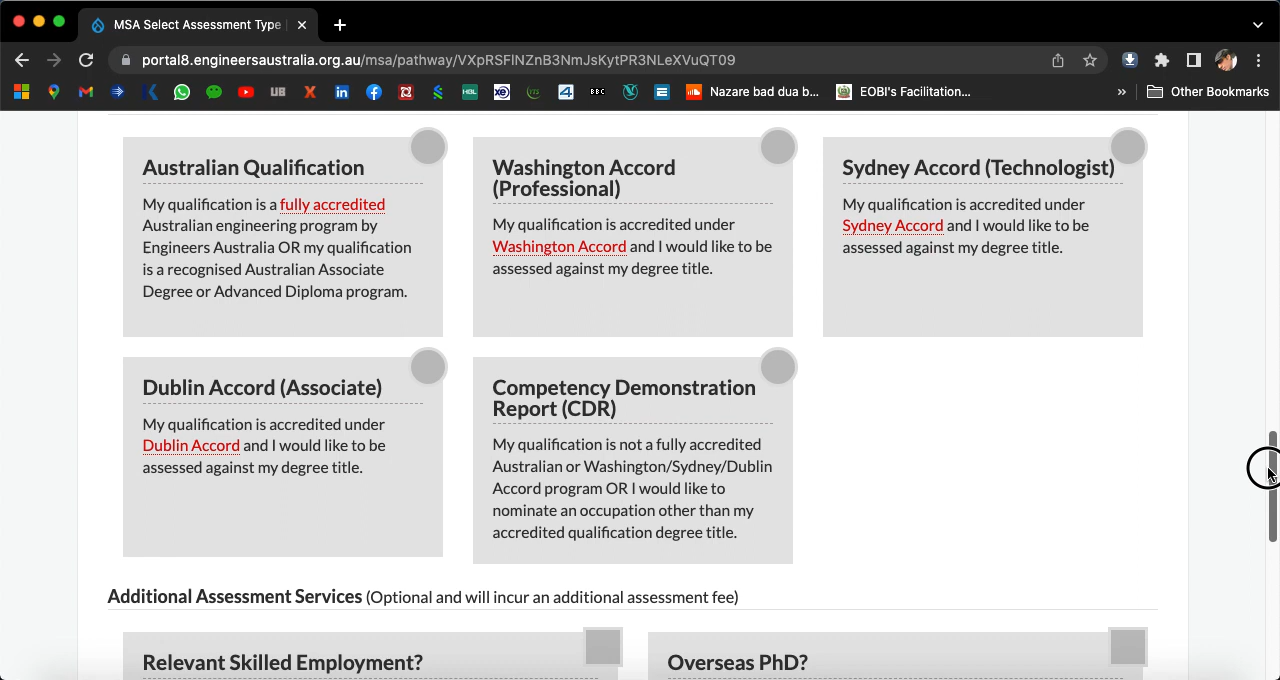 MSA Select Assessment Type
portal8.engineersaustralia.org.au/msa/pathway/VXpRSFlNZnB3NmJsKytPR3NLeXVuQT09
UB
HBL
xe
BBC
Nazare bad dua b...
EOBI's Facilitation...
»
Other Bookmarks
Australian Qualification
My qualification is a fully accredited
Australian engineering program by
Engineers Australia OR my qualification
is a recognised Australian Associate
Degree or Advanced Diploma program.
Washington Accord
(Professional)
My qualification is accredited under
Washington Accord and I would like to be
assessed against my degree title.
Sydney Accord (Technologist)
My qualification is accredited under
Sydney Accord and I would like to be
assessed against my degree title.
Dublin Accord (Associate)
My qualification is accredited under
Dublin Accord and I would like to be
assessed against my degree title.
Competency Demonstration
Report (CDR)
My qualification is not a fully accredited
Australian or Washington/Sydney/Dublin
Accord program OR I would like to
nominate an occupation other than my
accredited qualification degree title.
Additional Assessment Services (Optional and will incur an additional assessment fee)
Relevant Skilled Employment?
Overseas PhD?